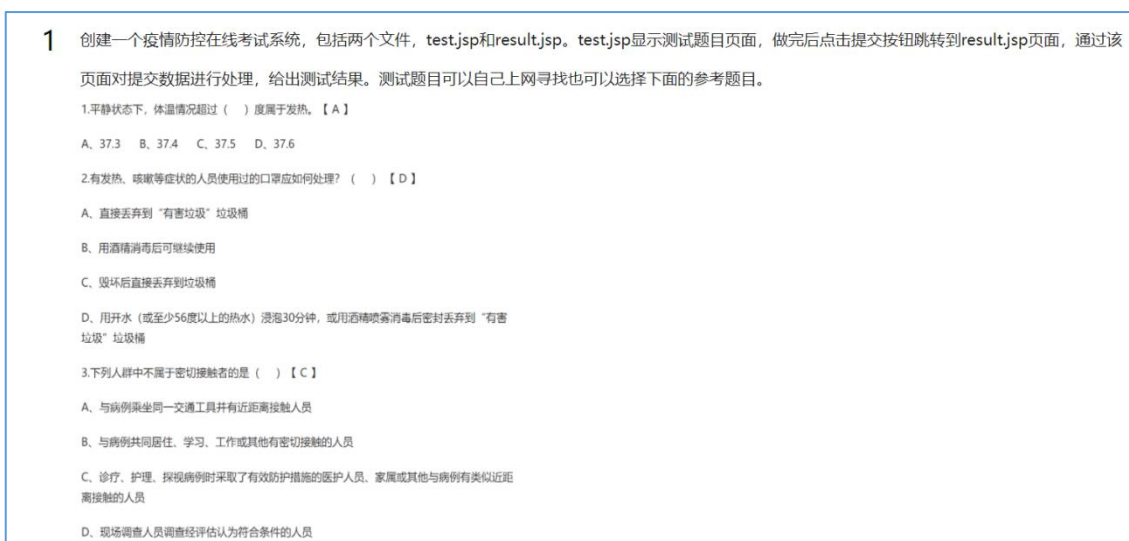 1 创建一个疫情防控在线考试系统，包括两个文件，test.jsp和result.jsp。test.jsp显示测试题目页面，做完后点击提交按钮跳转到result.jsp页面，通过该
页面对提交数据进行处理，给出测试结果。测试题目可以自己上网寻找也可以选择下面的参考题目。
1.平静状态下，体温情况超过（ ）度属于发热。【 A 】
A、37.3 B、37.4 C、37.5 D、37.6
2.有发热、咳嗽等症状的人员使用过的口罩应如何处理？（ ）【 D 】
A、直接丢弃到“有害垃圾”垃圾桶
B、用酒精消毒后可继续使用
C、毁坏后直接丢弃到垃圾桶
D、用开水（或至少56度以上的热水）浸泡30分钟，或用酒精喷雾消毒后密封丢弃到“有害
垃圾”垃圾桶
3.下列人群中不属于密切接触者的是（ ）【 C 】
A、与病例乘坐同一交通工具并有近距离接触人员
B、与病例共同居住、学习、工作或其他有密切接触的人员
C、诊疗、护理、探视病例时采取了有效防护措施的医护人员、家属或其他与病例有类似近距
离接触的人员
D、现场调查人员调查经评估认为符合条件的人员